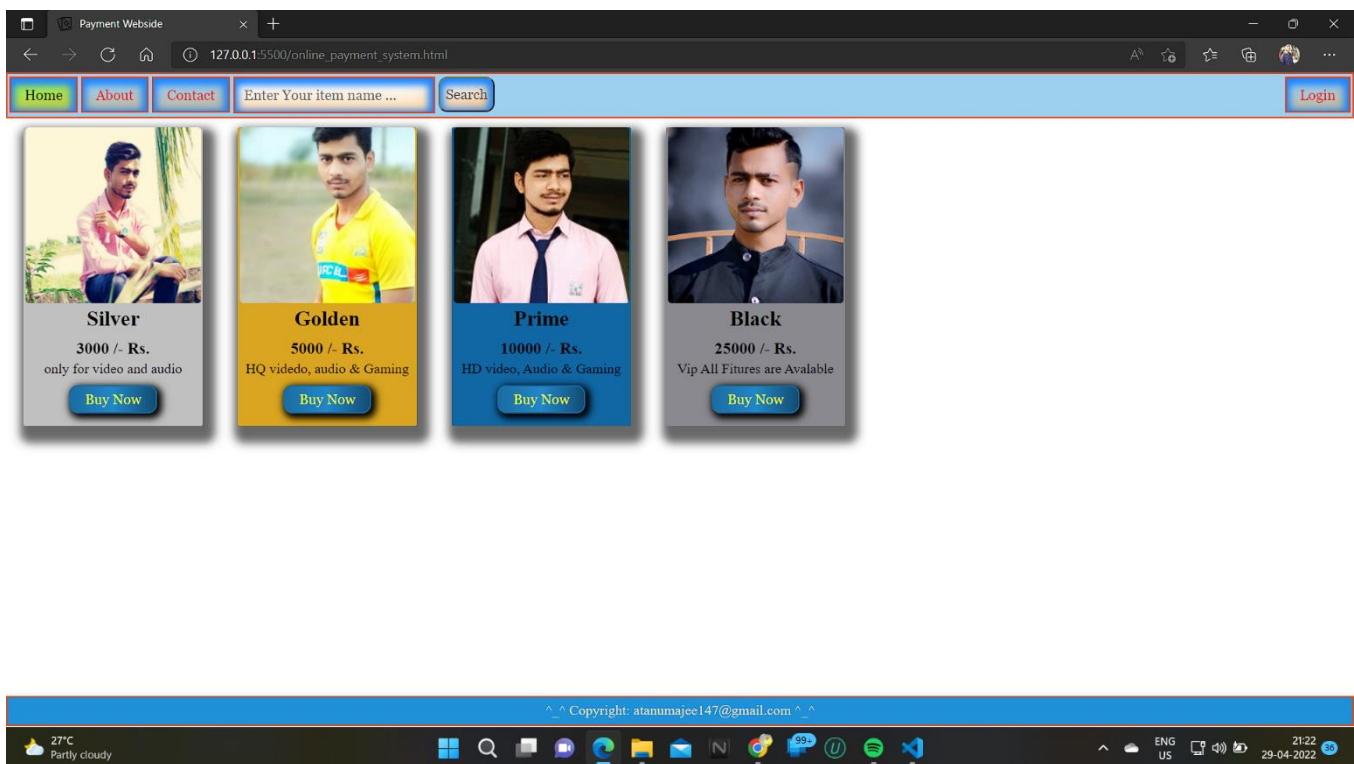 Payment Webside
127.0.0.1:5500/online_payment_system.html
Home About Contact Enter Your item name ... Search Login
Silver
3000 /- Rs.
only for video and audio
Buy Now
Golden
5000 /- Rs.
HQ videdo, audio & Gaming
Buy Now
Prime
10000 /- Rs.
HD video, Audio & Gaming
Buy Now
Black
25000 /- Rs.
Vip All Fitures are Avalable
Buy Now
^_^ Copyright: atanumajee147@gmail.com ^_^
27°C
Partly cloudy
99+
ENG
US
21:22
29-04-2022
36